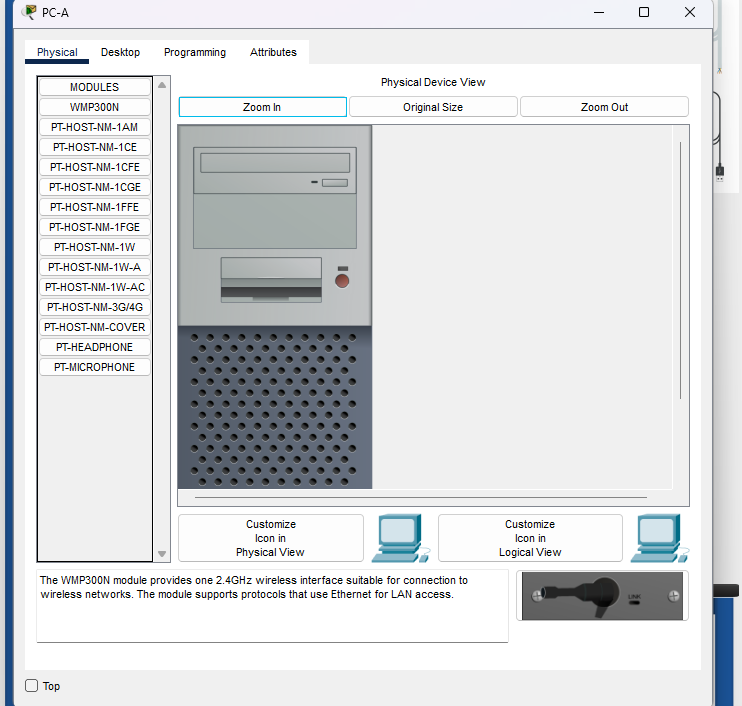 PC-A
Physical
Desktop
Programming
Attributes
MODULES
WMP300N
PT-HOST-NM-1AM
PT-HOST-NM-1CE
PT-HOST-NM-1CFE
PT-HOST-NM-1CGE
PT-HOST-NM-1FFE
PT-HOST-NM-1FGE
PT-HOST-NM-1W
PT-HOST-NM-1W-A
PT-HOST-NM-1W-AC
PT-HOST-NM-3G/4G
PT-HOST-NM-COVER
PT-HEADPHONE
PT-MICROPHONE
Physical Device View
Zoom In
Original Size
Zoom Out
Customize
Icon in
Physical View
Customize
Icon in
Logical View
The WMP300N module provides one 2.4GHz wireless interface suitable for connection to
wireless networks. The module supports protocols that use Ethernet for LAN access.
LINK
Top